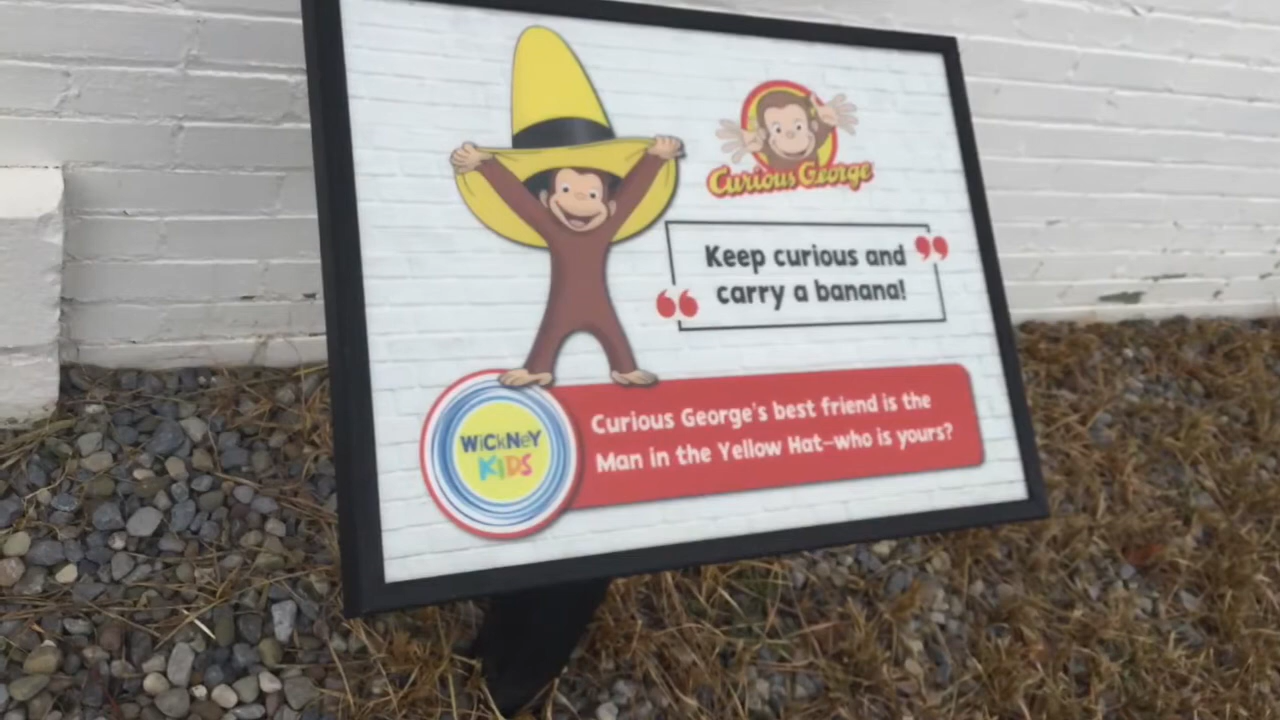 Curious George
Keep curious and
carry a banana!
Curious George's best friend is the
Man in the Yellow Hat–who is yours?
WiCkNeY
KiDS